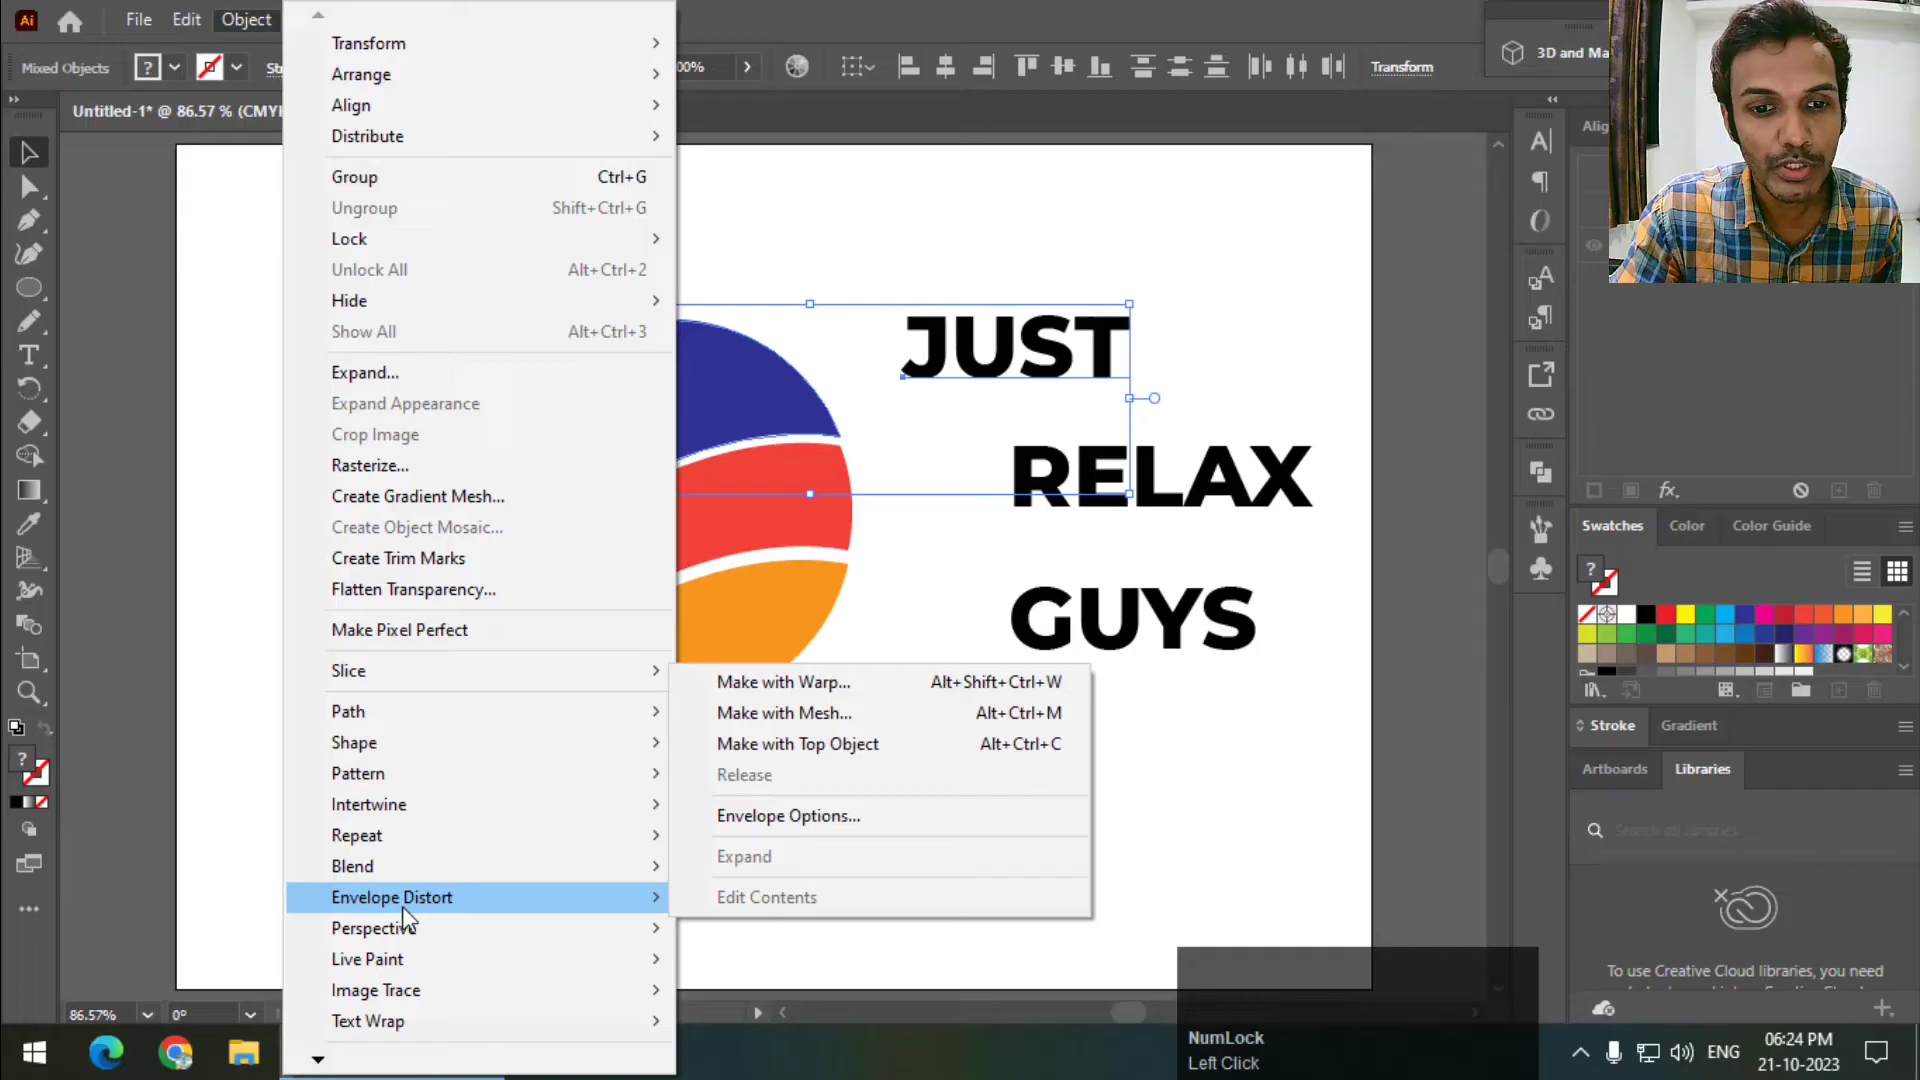 Ai
File
Edit
Object
Transform
Arrange
Align
Distribute
Group Ctrl+G
Ungroup Shift+Ctrl+G
Lock
Unlock All Alt+Ctrl+2
Hide
Show All Alt+Ctrl+3
Expand...
Expand Appearance
Crop Image
Rasterize...
Create Gradient Mesh...
Create Object Mosaic...
Create Trim Marks
Flatten Transparency...
Make Pixel Perfect
Slice
Path
Shape
Pattern
Intertwine
Repeat
Blend
Envelope Distort
Perspective
Live Paint
Image Trace
Text Wrap
Make with Warp... Alt+Shift+Ctrl+W
Make with Mesh... Alt+Ctrl+M
Make with Top Object Alt+Ctrl+C
Release
Envelope Options...
Expand
Edit Contents
Mixed Objects
Untitled-1* @ 86.57 % (CMY
00%
Transform
3D and Ma
Alig
JUST
RELAX
GUYS
fx
Swatches
Color
Color Guide
Stroke
Gradient
Artboards
Libraries
Search all libraries
To use Creative Cloud libraries, you need
86.57%
0°
NumLock
Left Click
ENG
06:24 PM
21-10-2023